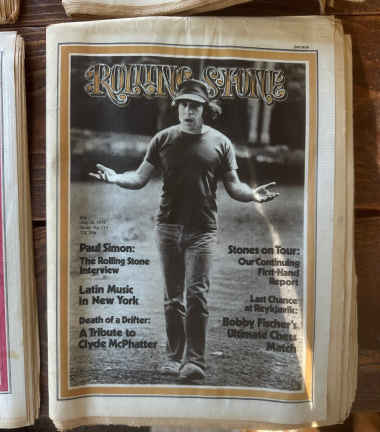 ROLLING STONE
Paul Simon:
The Rolling Stone
Interview
Latin Music
in New York
Death of a Drifter:
A Tribute to
Clyde McPhatter
Stones on Tour:
Our Continuing
First-Hand
Report
Last Chance
at Reykjavik:
Bobby Fischer's
Ultimate Chess
Match